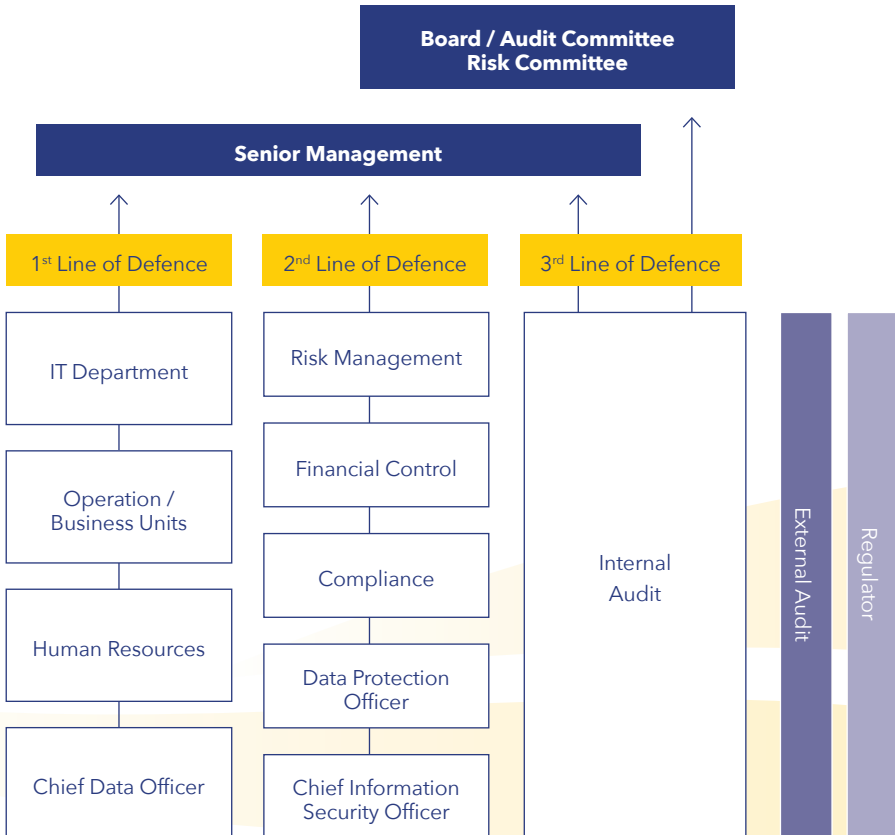 Board / Audit Committee
Risk Committee
Senior Management
1st Line of Defence
2nd Line of Defence
3rd Line of Defence
IT Department
Operation /
Business Units
Human Resources
Chief Data Officer
Risk Management
Financial Control
Compliance
Data Protection
Officer
Chief Information
Security Officer
Internal
Audit
External Audit
Regulator